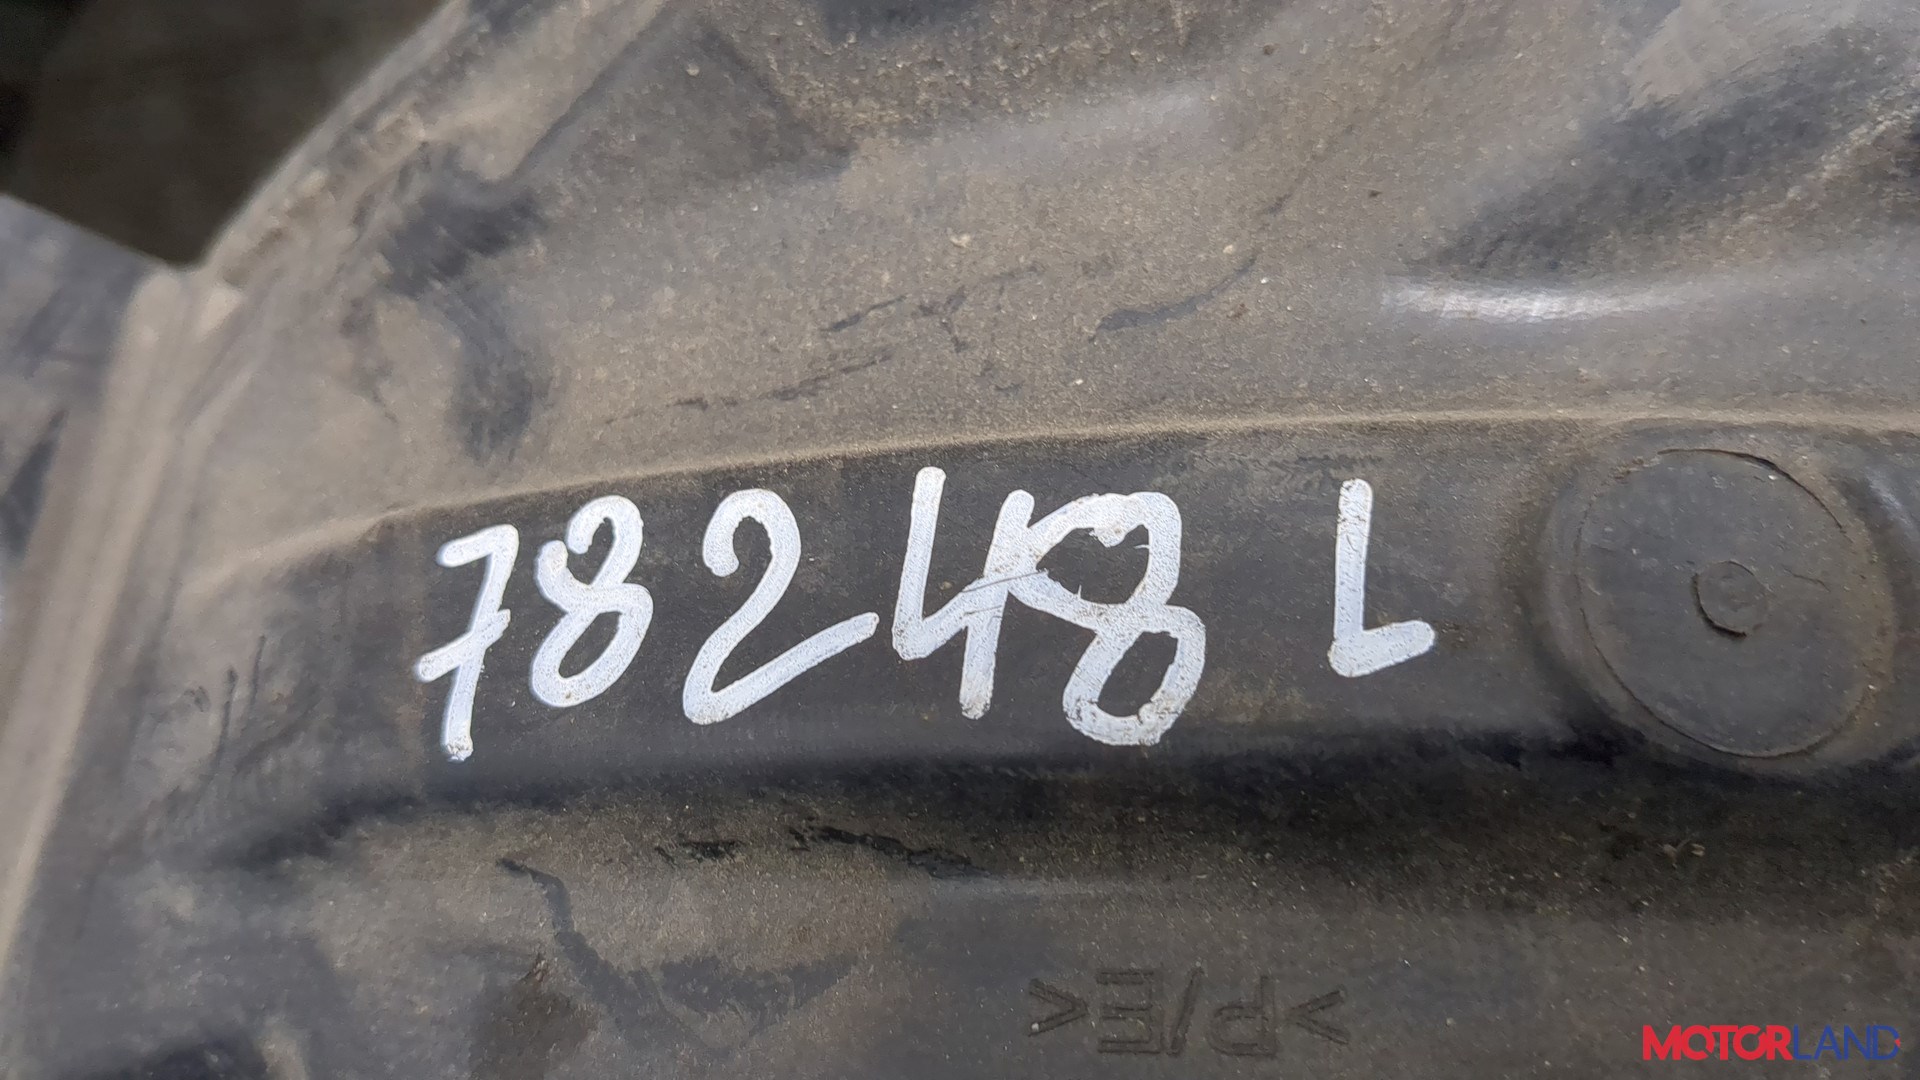 78248 L
>P/E<
MOTORLAND